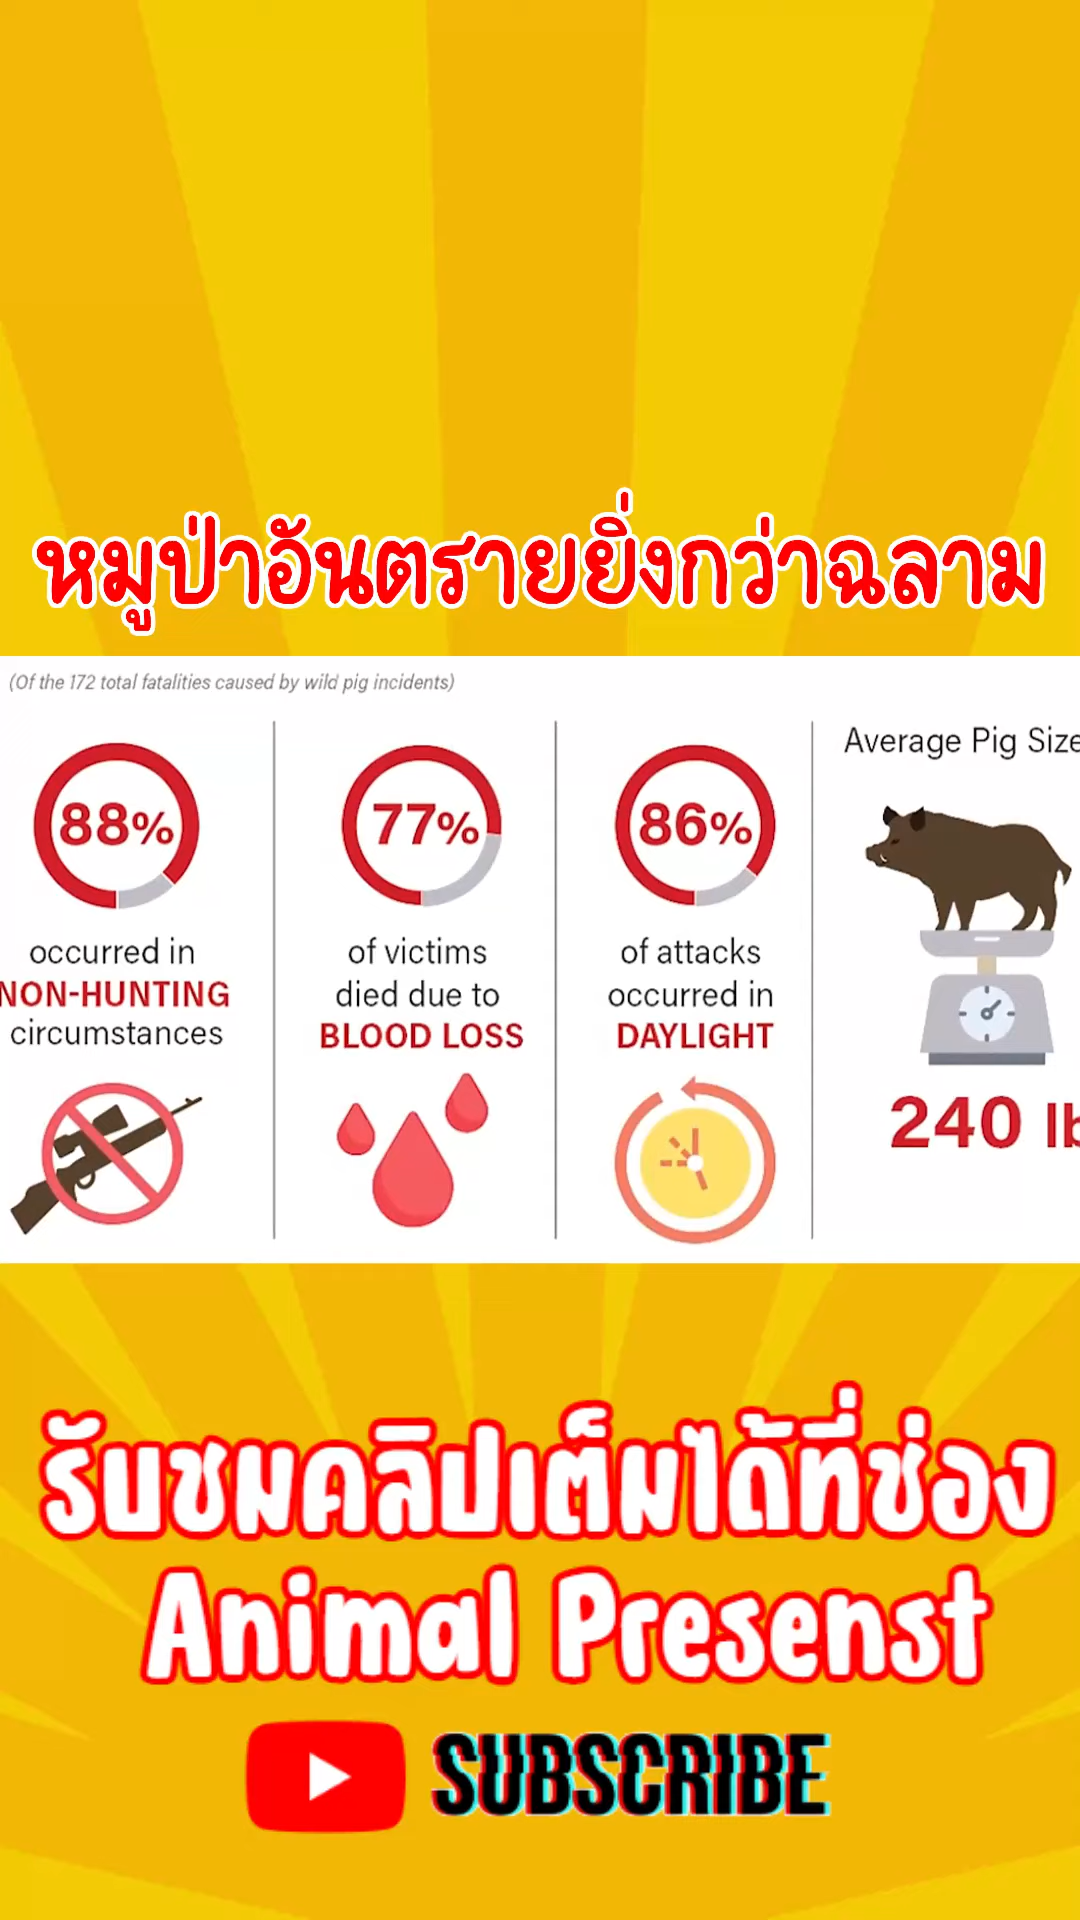 หมูป่าอันตรายยิ่งกว่าฉลาม
(Of the 172 total fatalities caused by wild pig incidents)
88%
occurred in
NON-HUNTING
circumstances
77%
of victims
died due to
BLOOD LOSS
86%
of attacks
occurred in
DAYLIGHT
Average Pig Size
240 lb
รับชมคลิปเต็มได้ที่ช่อง
Animal Presenst
SUBSCRIBE